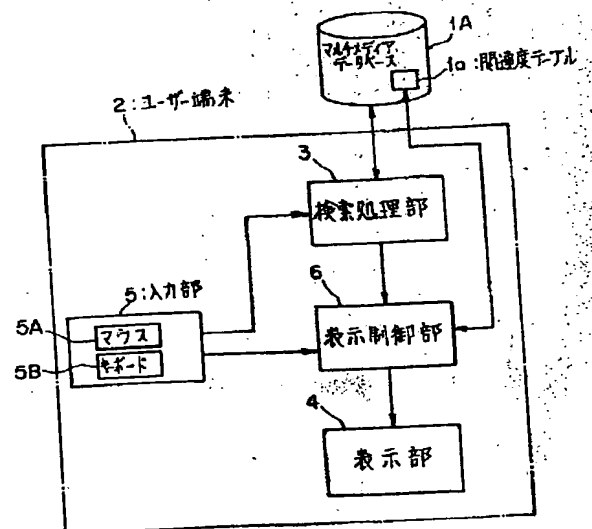 マルチメディア
データベース
1A
1a:関連度テーブル
2:ユーザー端末
3
検索処理部
5:入力部
5A
マウス
5B
キーボード
6
表示制御部
4
表示部